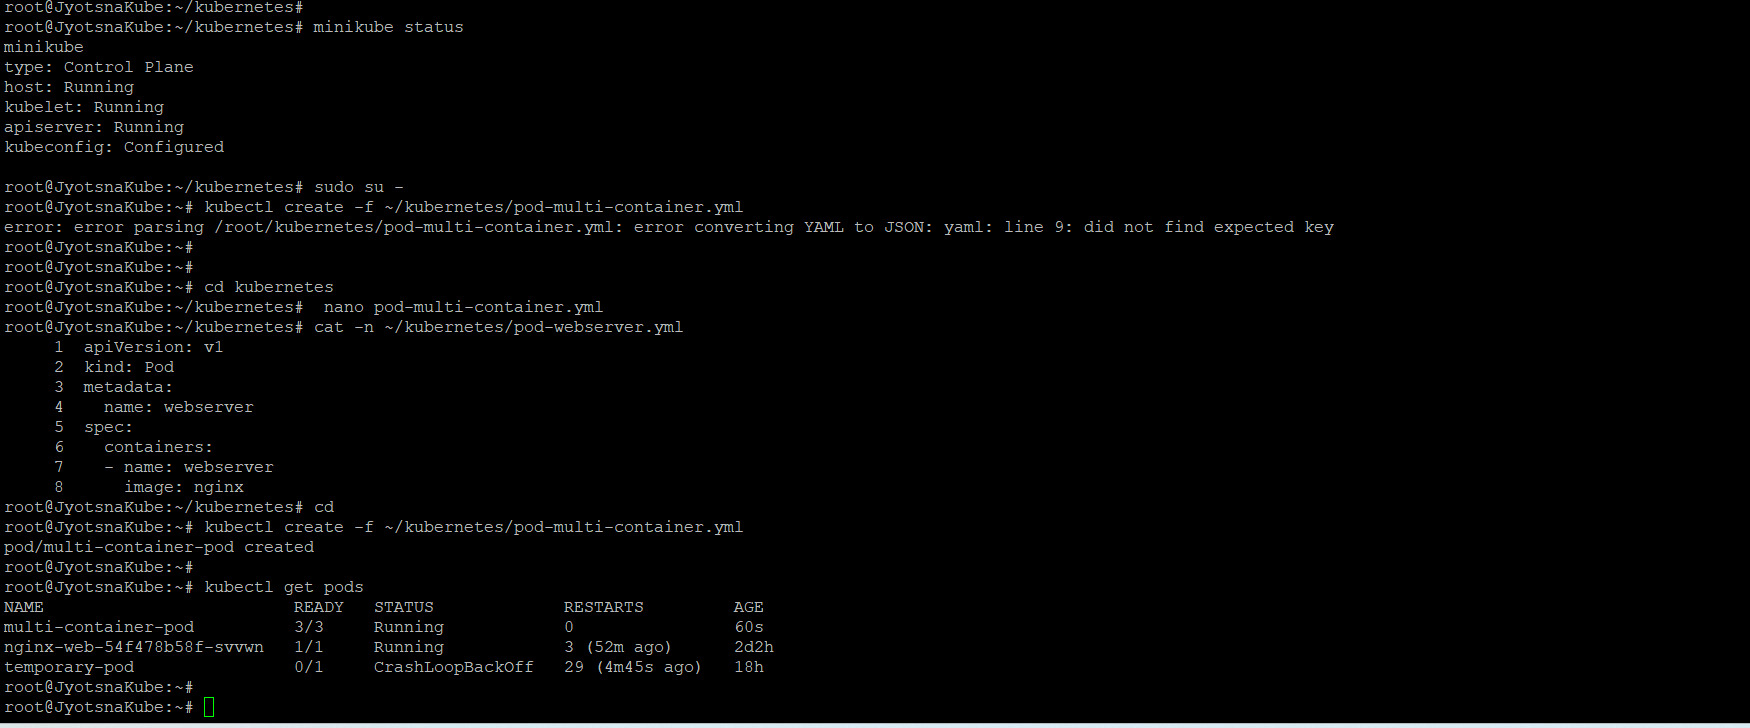 root@JyotsnaKube:~/kubernetes#
root@JyotsnaKube:~/kubernetes# minikube status
minikube
type: Control Plane
host: Running
kubelet: Running
apiserver: Running
kubeconfig: Configured
root@JyotsnaKube:~/kubernetes# sudo su -
root@JyotsnaKube:~# kubectl create -f ~/kubernetes/pod-multi-container.yml
error: error parsing /root/kubernetes/pod-multi-container.yml: error converting YAML to JSON: yaml: line 9: did not find expected key
root@JyotsnaKube:~#
root@JyotsnaKube:~#
root@JyotsnaKube:~# cd kubernetes
root@JyotsnaKube:~/kubernetes#  nano pod-multi-container.yml
root@JyotsnaKube:~/kubernetes# cat -n ~/kubernetes/pod-webserver.yml
     1  apiVersion: v1
     2  kind: Pod
     3  metadata:
     4    name: webserver
     5  spec:
     6    containers:
     7    - name: webserver
     8      image: nginx
root@JyotsnaKube:~/kubernetes# cd
root@JyotsnaKube:~# kubectl create -f ~/kubernetes/pod-multi-container.yml
pod/multi-container-pod created
root@JyotsnaKube:~#
root@JyotsnaKube:~# kubectl get pods
NAME                         READY   STATUS             RESTARTS         AGE
multi-container-pod          3/3     Running            0                60s
nginx-web-54f478b58f-svvwn   1/1     Running            3 (52m ago)      2d2h
temporary-pod                0/1     CrashLoopBackOff   29 (4m45s ago)   18h
root@JyotsnaKube:~#
root@JyotsnaKube:~#